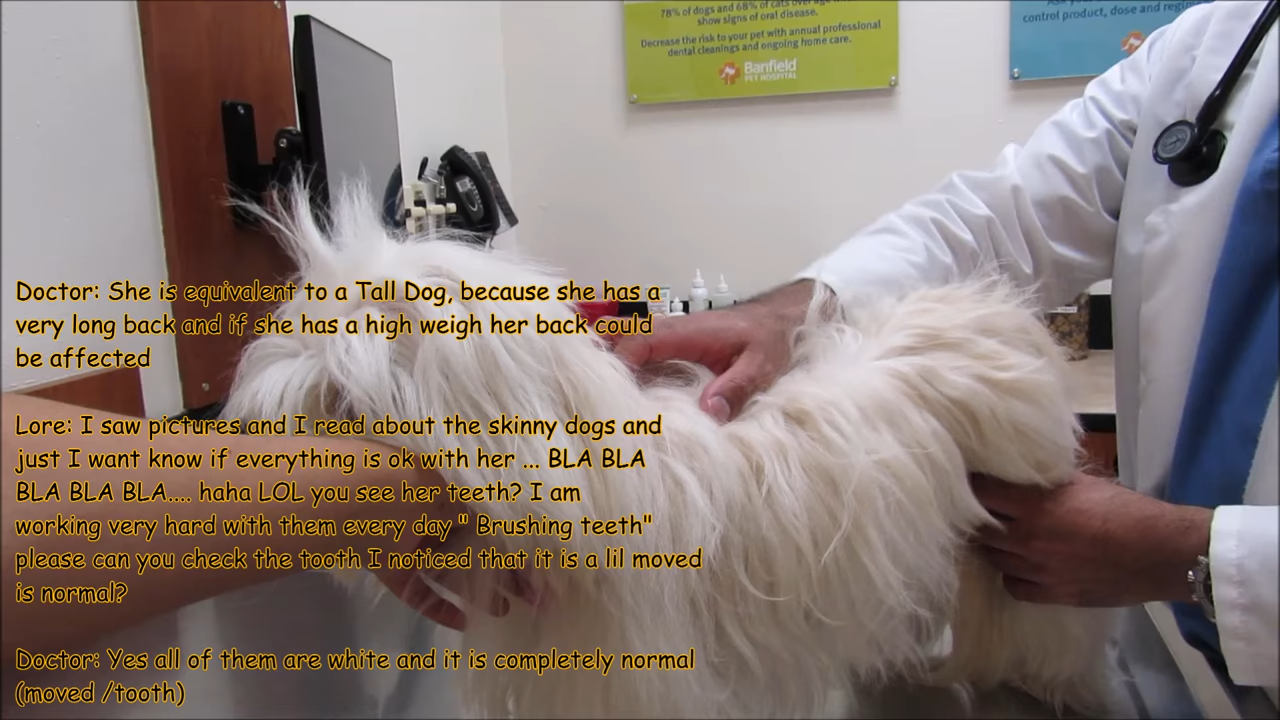 78% of dogs and 68% of cats over age
show signs of oral disease.
Decrease the risk to your pet with annual professional
dental cleanings and ongoing home care.
Banfield
PET HOSPITAL
control product, dose and regimen
Doctor: She is equivalent to a Tall Dog, because she has a
very long back and if she has a high weigh her back could
be affected
Lore: I saw pictures and I read about the skinny dogs and
just I want know if everything is ok with her ... BLA BLA
BLA BLA BLA.... haha LOL you see her teeth? I am
working very hard with them every day " Brushing teeth"
please can you check the tooth I noticed that it is a lil moved
is normal?
Doctor: Yes all of them are white and it is completely normal
(moved /tooth)